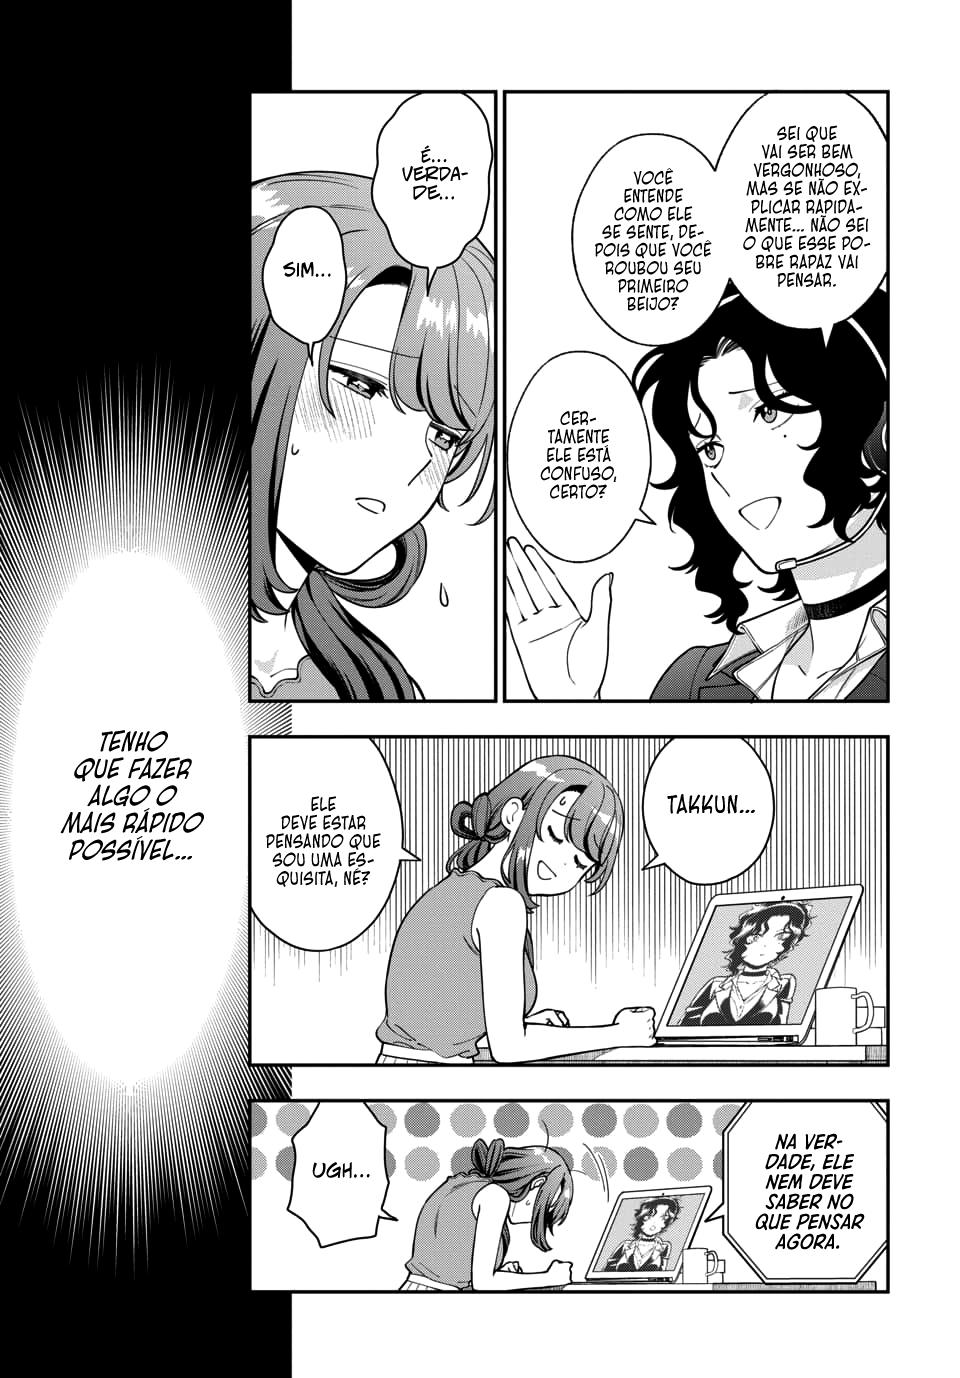 SEI QUE
VAI SER BEM
VERGONHOSO,
MAS SE NÃO EX-
PLICAR RAPIDA-
MENTE... NÃO SEI
O QUE ESSE PO-
BRE RAPAZ VAI
PENSAR.
VOCÊ
ENTENDE
COMO ELE
SE SENTE, DE-
POIS QUE VOCÊ
ROUBOU SEU
PRIMEIRO
BEIJO?
CER-
TAMENTE
ELE ESTÁ
CONFUSO,
CERTO?
É...
VERDA-
DE...
SIM...
TAKKUN...
ELE
DEVE ESTAR
PENSANDO QUE
SOU UMA ES-
QUISITA, NÉ?
NA VER-
DADE, ELE
NEM DEVE
SABER NO
QUE PENSAR
AGORA.
UGH...
TENHO
QUE FAZER
ALGO O
MAIS RÁPIDO
POSSÍVEL...